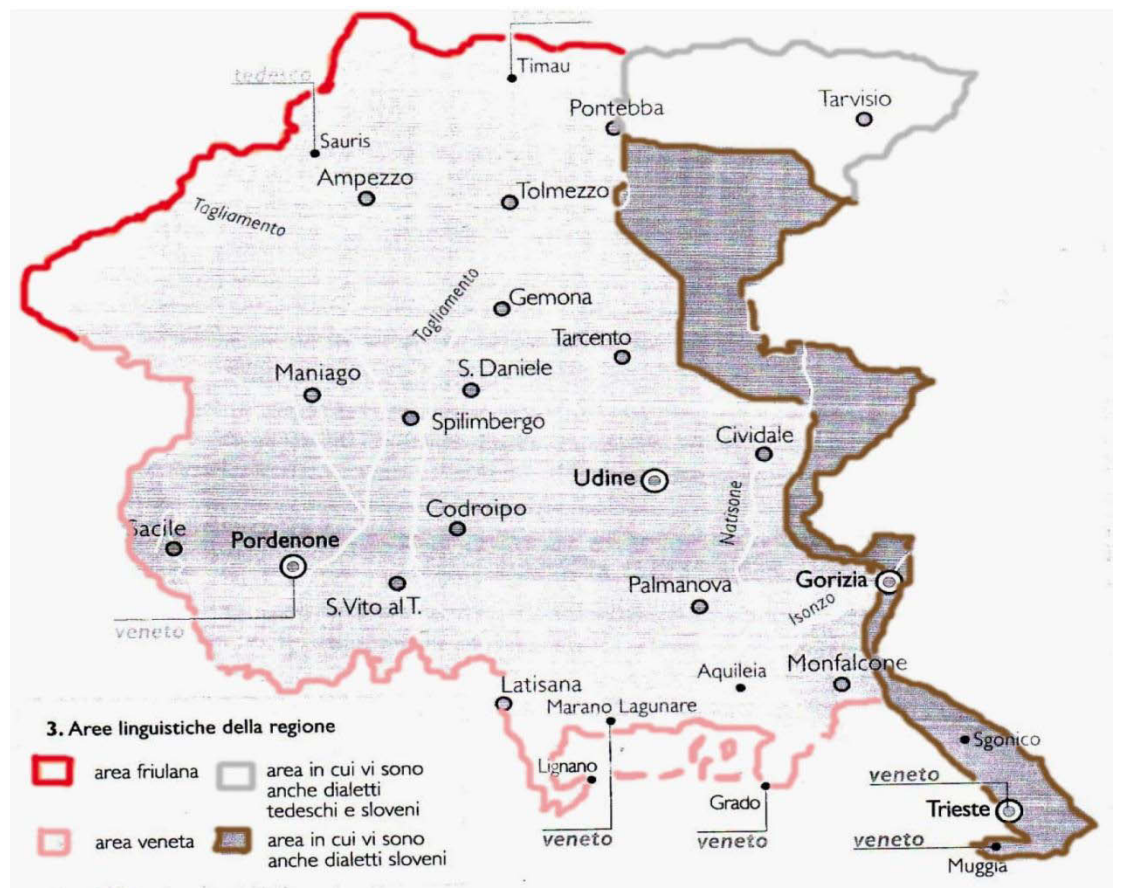 Timau
tedesco
Pontebba
Tarvisio
Sauris
Ampezzo
Tolmezzo
Tagliamento
Tagliamento
Gemona
Tarcento
Maniago
S. Daniele
Spilimbergo
Cividale
Udine
Natisone
Codroipo
Sacile
Pordenone
Palmanova
Gorizia
S. Vito al T.
Isonzo
veneto
Aquileia
Monfalcone
Latisana
Marano Lagunare
Sgonico
Lignano
veneto
Grado
Trieste
veneto
veneto
veneto
Muggia
3. Aree linguistiche della regione
area friulana
area in cui vi sono
anche dialetti
tedeschi e sloveni
area veneta
area in cui vi sono
anche dialetti sloveni